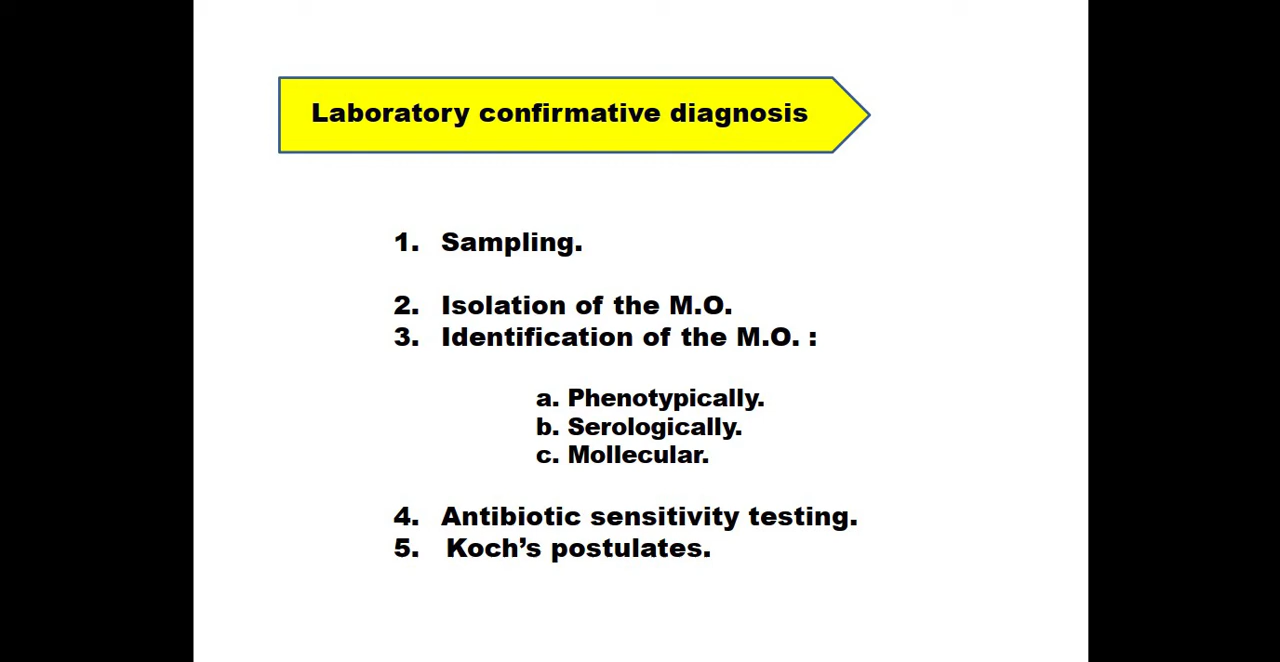 Laboratory confirmative diagnosis
1. Sampling.
2. Isolation of the M.O.
3. Identification of the M.O. :
a. Phenotypically.
b. Serologically.
c. Mollecular.
4. Antibiotic sensitivity testing.
5. Koch’s postulates.